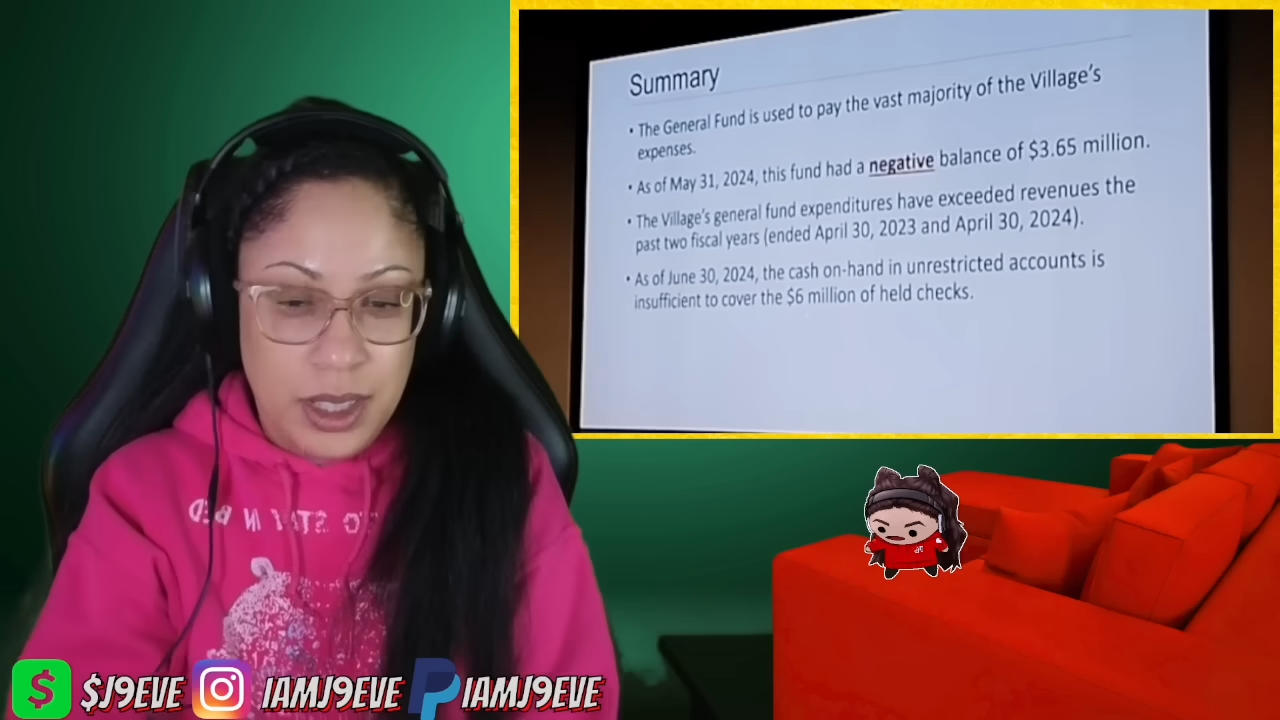 Summary
• The General Fund is used to pay the vast majority of the Village's
expenses.
• As of May 31, 2024, this fund had a negative balance of $3.65 million.
• The Village's general fund expenditures have exceeded revenues the
past two fiscal years (ended April 30, 2023 and April 30, 2024).
• As of June 30, 2024, the cash on-hand in unrestricted accounts is
insufficient to cover the $6 million of held checks.
IN BED
$J9EVE IAMJ9EVE IAMJ9EVE